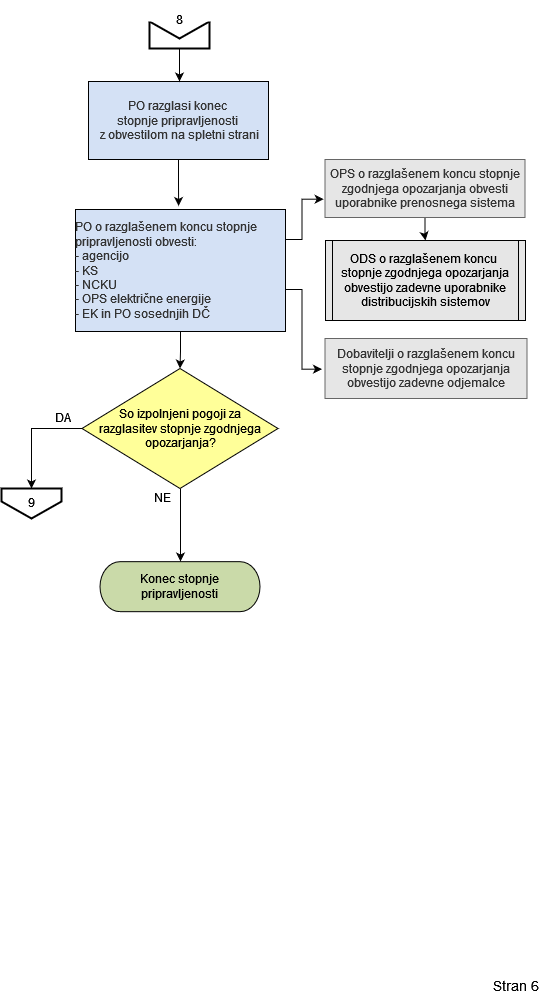 8
PO razglasi konec
stopnje pripravljenosti
z obvestilom na spletni strani
PO o razglašenem koncu stopnje
pripravljenosti obvesti:
- agencijo
- KS
- NCKU
- OPS električne energije
- EK in PO sosednjih DČ
OPS o razglašenem koncu stopnje
zgodnjega opozarjanja obvesti
uporabnike prenosnega sistema
ODS o razglašenem koncu
stopnje zgodnjega opozarjanja
obvestijo zadevne uporabnike
distribucijskih sistemov
Dobavitelji o razglašenem koncu
stopnje zgodnjega opozarjanja
obvestijo zadevne odjemalce
So izpolnjeni pogoji za
razglasitev stopnje zgodnjega
opozarjanja?
DA
9
NE
Konec stopnje
pripravljenosti
Stran 6